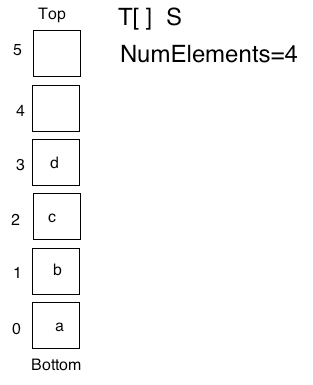 Top
T[ ] S
NumElements=4
5
4
3 d
2 c
1 b
0 a
Bottom